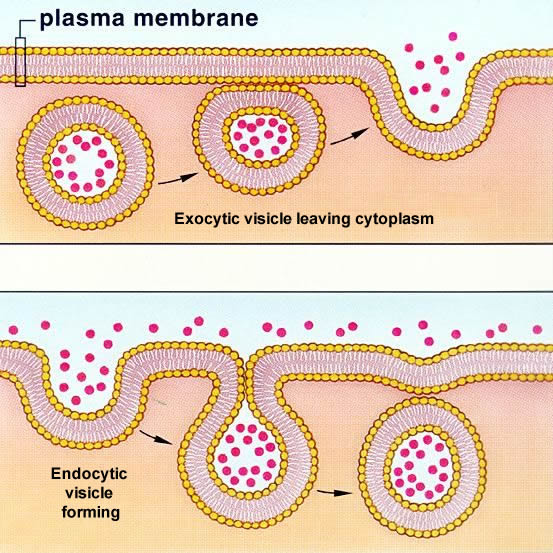 plasma membrane
Exocytic visicle leaving cytoplasm
Endocytic
visicle
forming